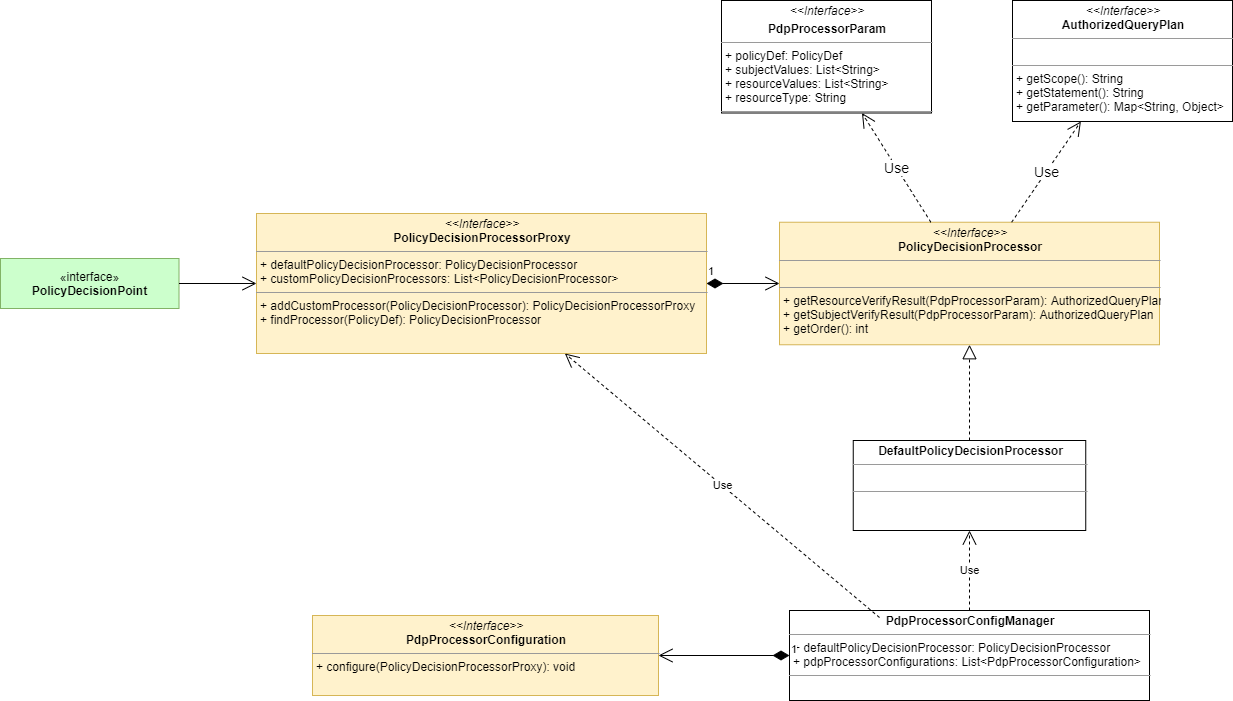 <<Interface>>
PdpProcessorParam
+ policyDef: PolicyDef
+ subjectValues: List<String>
+ resourceValues: List<String>
+ resourceType: String
<<Interface>>
AuthorizedQueryPlan
+ getScope(): String
+ getStatement(): String
+ getParameter(): Map<String, Object>
Use
Use
«interface»
PolicyDecisionPoint
<<Interface>>
PolicyDecisionProcessorProxy
+ defaultPolicyDecisionProcessor: PolicyDecisionProcessor
+ customPolicyDecisionProcessors: List<PolicyDecisionProcessor>
+ addCustomProcessor(PolicyDecisionProcessor): PolicyDecisionProcessorProxy
+ findProcessor(PolicyDef): PolicyDecisionProcessor
1
<<Interface>>
PolicyDecisionProcessor
+ getResourceVerifyResult(PdpProcessorParam): AuthorizedQueryPlan
+ getSubjectVerifyResult(PdpProcessorParam): AuthorizedQueryPlan
+ getOrder(): int
DefaultPolicyDecisionProcessor
Use
Use
<<Interface>>
PdpProcessorConfiguration
+ configure(PolicyDecisionProcessorProxy): void
PdpProcessorConfigManager
1
- defaultPolicyDecisionProcessor: PolicyDecisionProcessor
+ pdpProcessorConfigurations: List<PdpProcessorConfiguration>